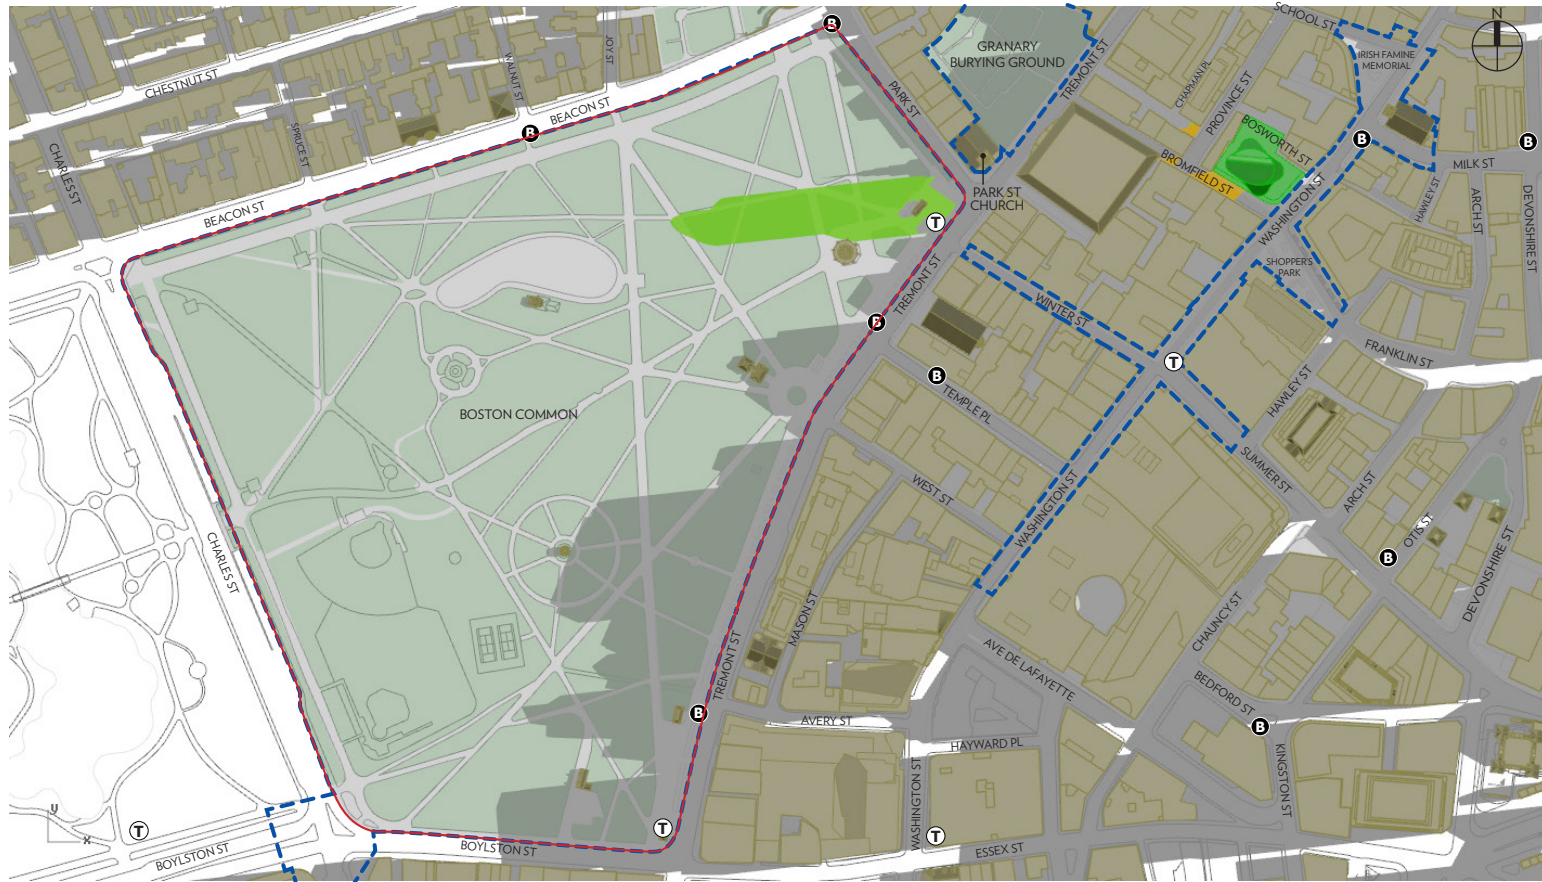 SCHOOL ST
N
CHESTNUT ST
WALNUT ST
JOY ST
BEACON ST
B
GRANARY
BURYING GROUND
TREMONT ST
PARK ST
CHAPMAN PL
PROVINCE ST
IRISH FAMINE
MEMORIAL
BOSWORTH ST
B
B
B
MILK ST
SPRUCE ST
CHARLES ST
BROMFIELD ST
HAWLEY ST
ARCH ST
DEVONSHIRE ST
PARK ST
CHURCH
BEACON ST
T
WASHINGTON ST
SHOPPER'S
PARK
TREMONT ST
WINTER ST
B
FRANKLIN ST
T
B
TEMPLE PL
HAWLEY ST
BOSTON COMMON
SUMMER ST
WEST ST
ARCH ST
WASHINGTON ST
OTIS ST
B
DEVONSHIRE ST
CHARLES ST
MASON ST
CHAUNCY ST
TREMONT ST
AVE DE LAFAYETTE
BEDFORD ST
B
AVERY ST
B
HAYWARD PL
KINGSTON ST
WASHINGTON ST
y
x
T
T
T
BOYLSTON ST
BOYLSTON ST
ESSEX ST